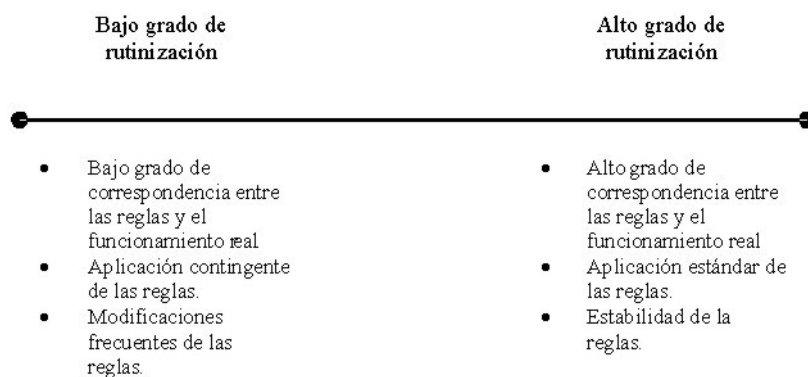 Bajo grado de
rutinización
Alto grado de
rutinización
• Bajo grado de
correspondencia entre
las reglas y el
funcionamiento real
• Aplicación contingente
de las reglas.
• Modificaciones
frecuentes de las
reglas.
• Alto grado de
correspondencia entre
las reglas y el
funcionamiento real
• Aplicación estándar de
las reglas.
• Estabilidad de la
reglas.